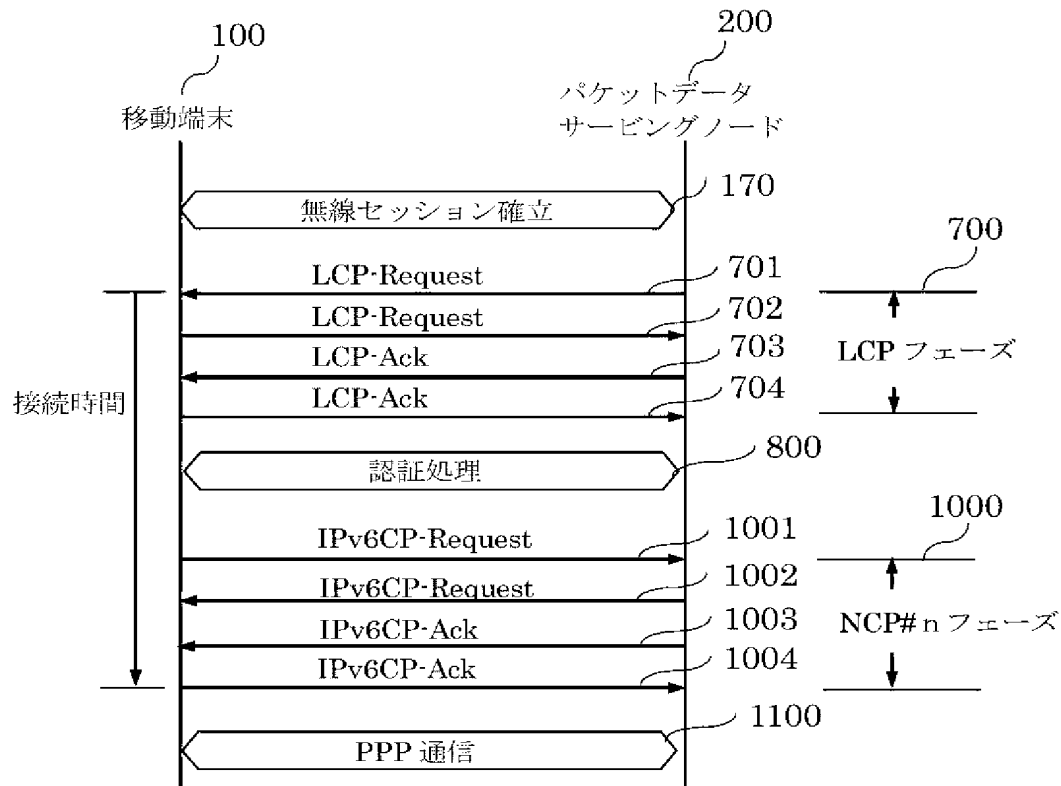 100
200
移動端末
パケットデータ
サービングノード
無線セッション確立
170
LCP-Request
701
700
LCP-Request
702
LCP-Ack
703
LCP フェーズ
LCP-Ack
704
接続時間
認証処理
800
IPv6CP-Request
1001
1000
IPv6CP-Request
1002
IPv6CP-Ack
1003
NCP#ｎフェーズ
IPv6CP-Ack
1004
1100
PPP 通信